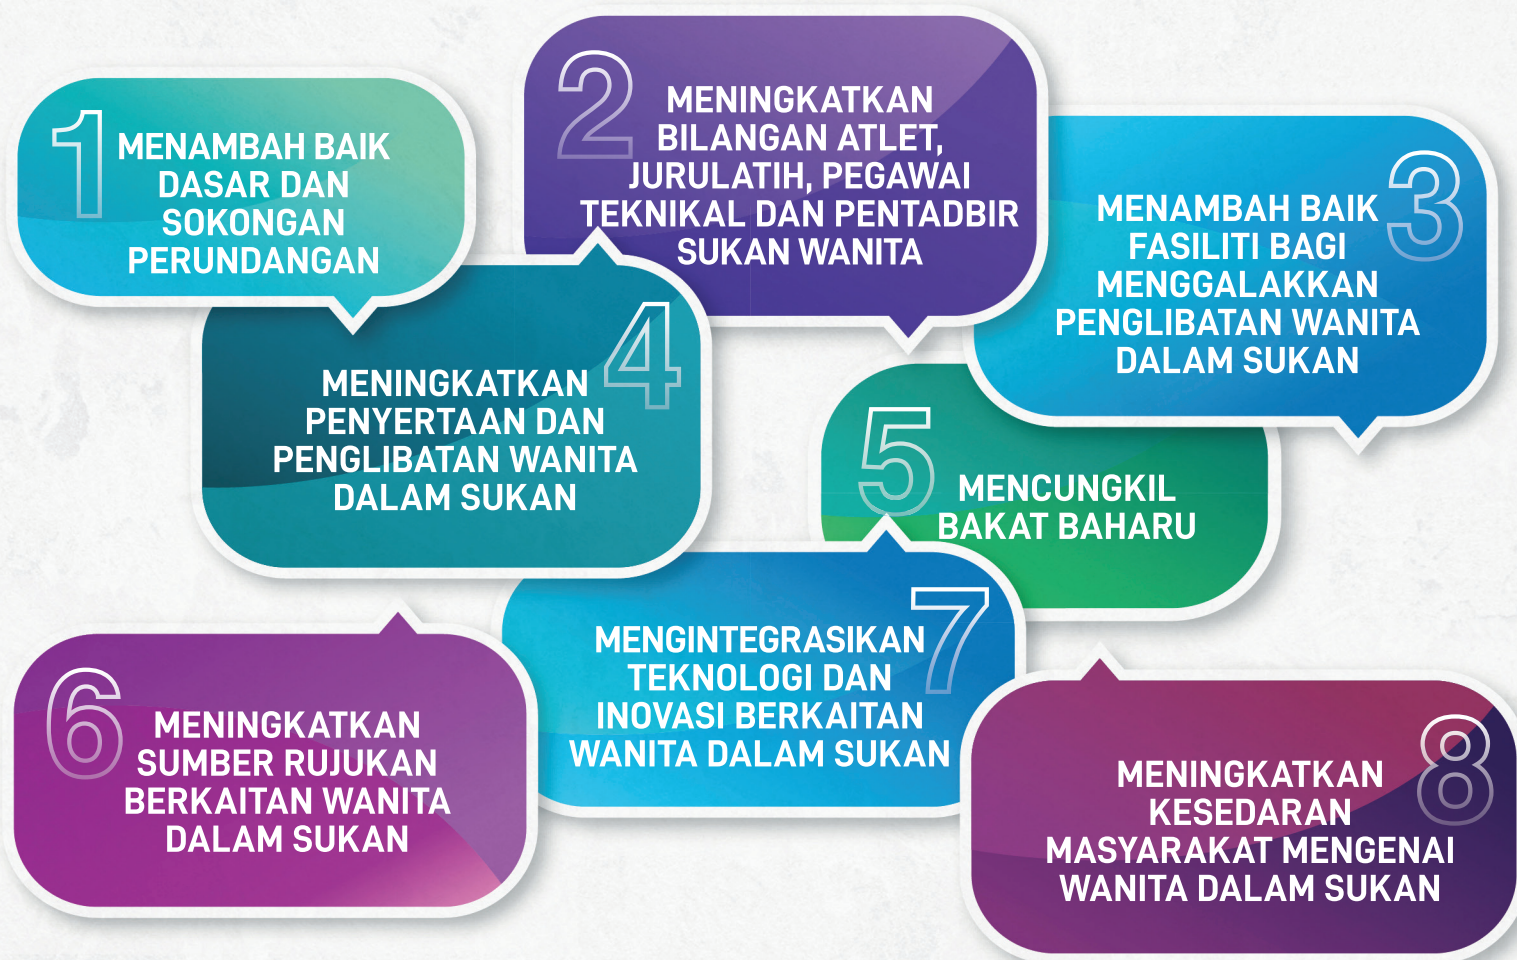 1
MENAMBAH BAIK
DASAR DAN
SOKONGAN
PERUNDANGAN
2
MENINGKATKAN
BILANGAN ATLET,
JURULATIH, PEGAWAI
TEKNIKAL DAN PENTADBIR
SUKAN WANITA
3
MENAMBAH BAIK
FASILITI BAGI
MENGGALAKKAN
PENGLIBATAN WANITA
DALAM SUKAN
4
MENINGKATKAN
PENYERTAAN DAN
PENGLIBATAN WANITA
DALAM SUKAN
5
MENCUNGKIL
BAKAT BAHARU
6
MENINGKATKAN
SUMBER RUJUKAN
BERKAITAN WANITA
DALAM SUKAN
7
MENGINTEGRASIKAN
TEKNOLOGI DAN
INOVASI BERKAITAN
WANITA DALAM SUKAN
8
MENINGKATKAN
KESEDARAN
MASYARAKAT MENGENAI
WANITA DALAM SUKAN